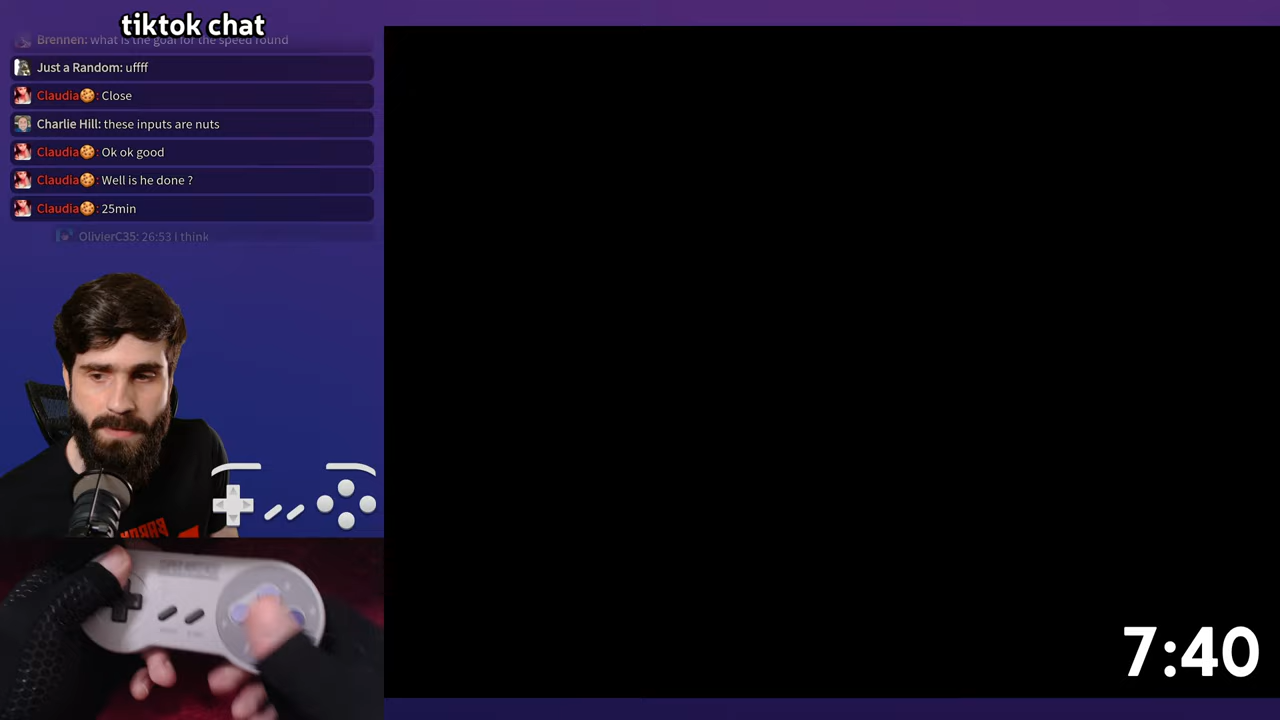 tiktok chat
Brennen: what is the goal for the speed round
Just a Random: uffff
Claudia🍪: Close
Charlie Hill: these inputs are nuts
Claudia🍪: Ok ok good
Claudia🍪: Well is he done ?
Claudia🍪: 25min
OlivierC35: 26:53 i think
7:40